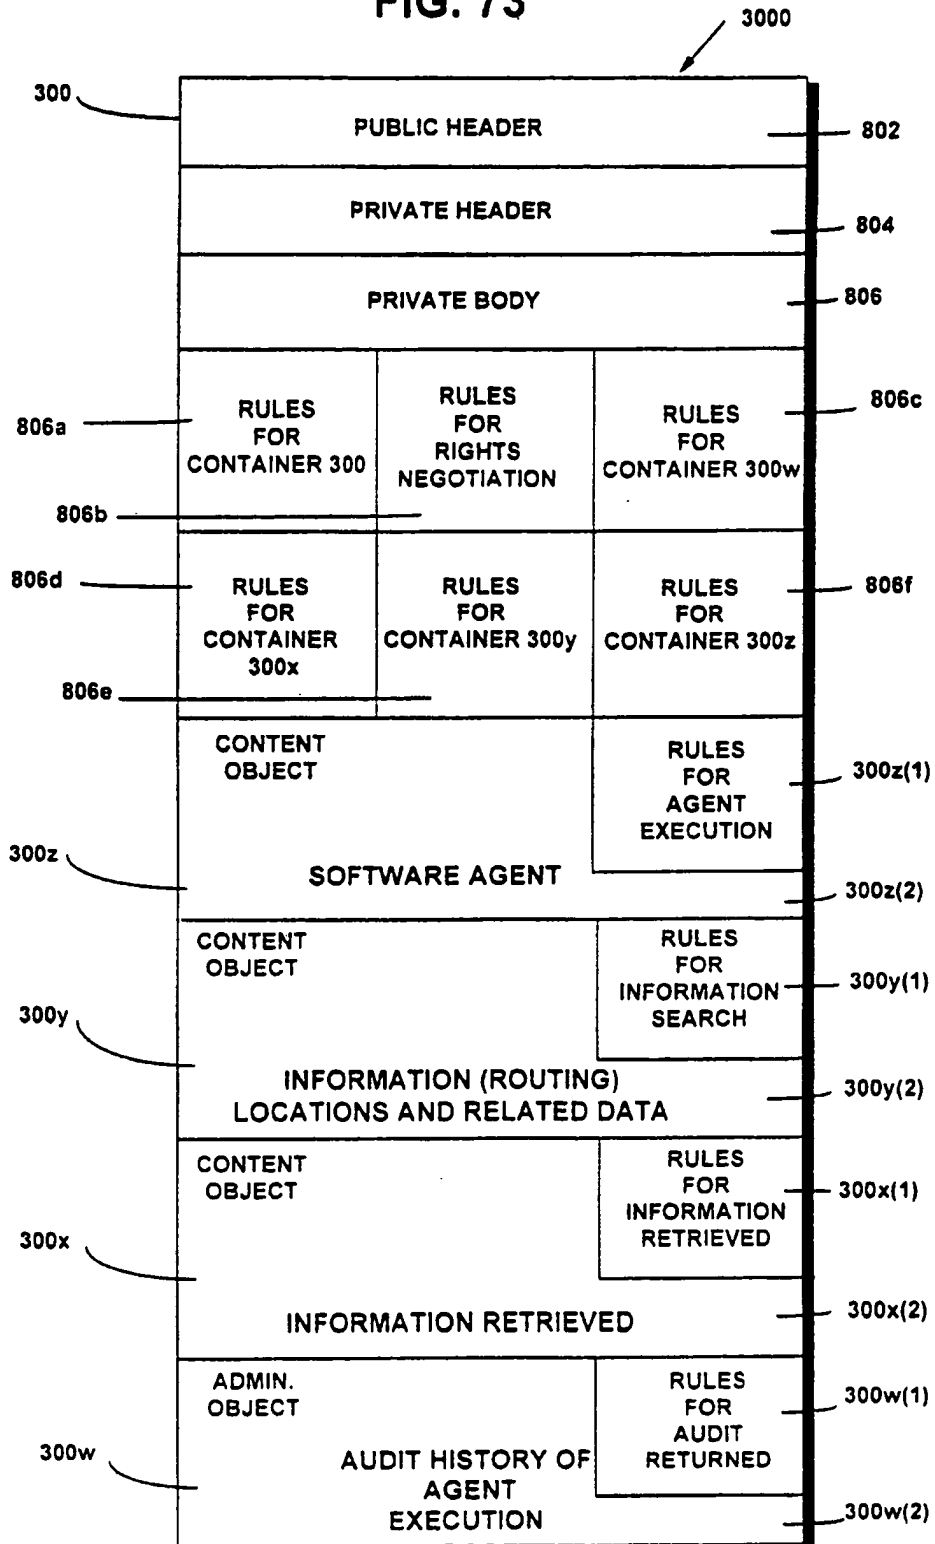 FIG. 73
3000
300
PUBLIC HEADER
802
PRIVATE HEADER
804
PRIVATE BODY
806
806a
RULES
FOR
CONTAINER 300
806b
RULES
FOR
RIGHTS
NEGOTIATION
RULES
FOR
CONTAINER 300w
806c
806d
RULES
FOR
CONTAINER
300x
806e
RULES
FOR
CONTAINER 300y
RULES
FOR
CONTAINER 300z
806f
CONTENT
OBJECT
RULES
FOR
AGENT
EXECUTION
300z(1)
300z
SOFTWARE AGENT
300z(2)
CONTENT
OBJECT
RULES
FOR
INFORMATION
SEARCH
300y(1)
300y
INFORMATION (ROUTING)
LOCATIONS AND RELATED DATA
300y(2)
CONTENT
OBJECT
RULES
FOR
INFORMATION
RETRIEVED
300x(1)
300x
INFORMATION RETRIEVED
300x(2)
ADMIN.
OBJECT
RULES
FOR
AUDIT
RETURNED
300w(1)
300w
AUDIT HISTORY OF
AGENT
EXECUTION
300w(2)